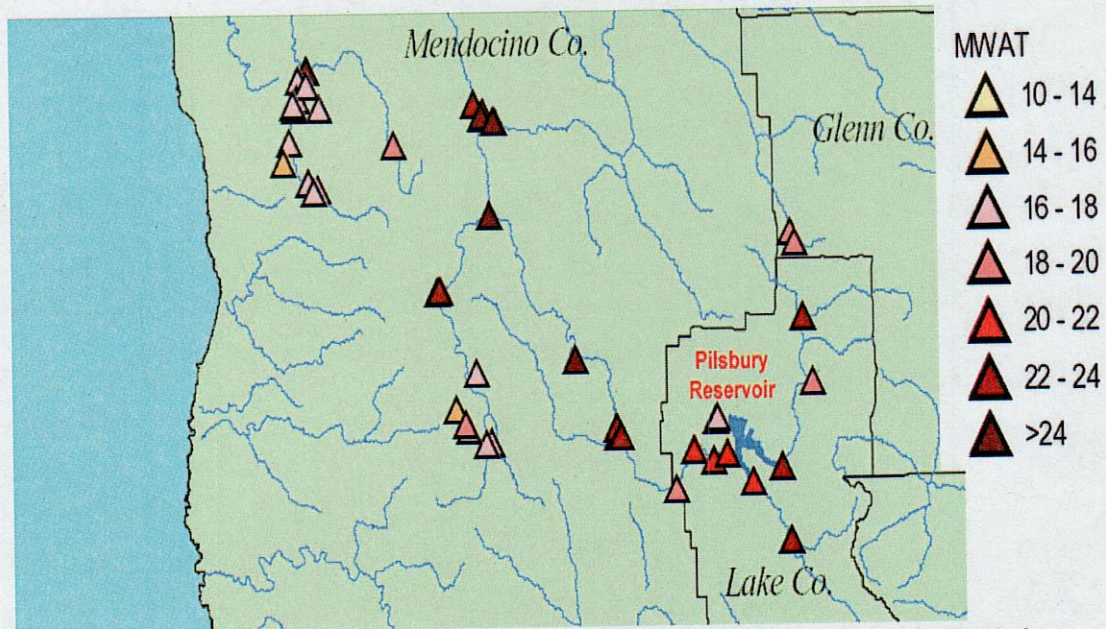 Mendocino Co.
Glenn Co.
Pilsbury
Reservoir
Lake Co.
MWAT
10 - 14
14 - 16
16 - 18
18 - 20
20 - 22
22 - 24
>24